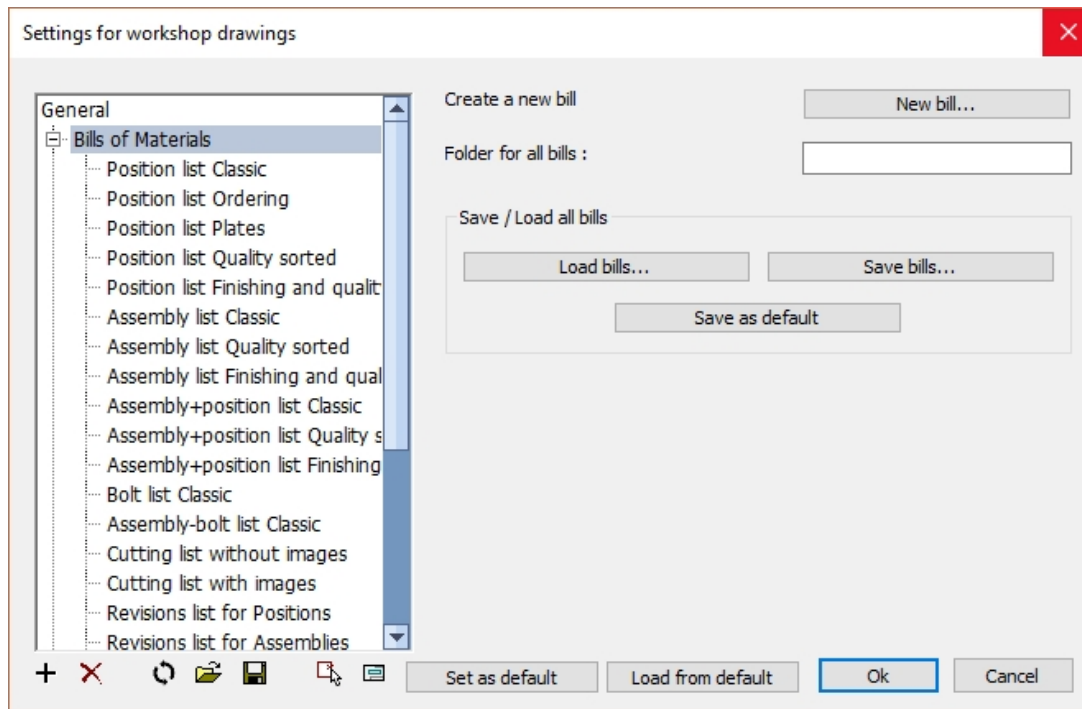 Settings for workshop drawings
General
Bills of Materials
Position list Classic
Position list Ordering
Position list Plates
Position list Quality sorted
Position list Finishing and qualit
Assembly list Classic
Assembly list Quality sorted
Assembly list Finishing and qual
Assembly+position list Classic
Assembly+position list Quality s
Assembly+position list Finishing
Bolt list Classic
Assembly-bolt list Classic
Cutting list without images
Cutting list with images
Revisions list for Positions
Revisions list for Assemblies
Create a new bill
New bill...
Folder for all bills :
Save / Load all bills
Load bills...
Save bills...
Save as default
Set as default
Load from default
Ok
Cancel